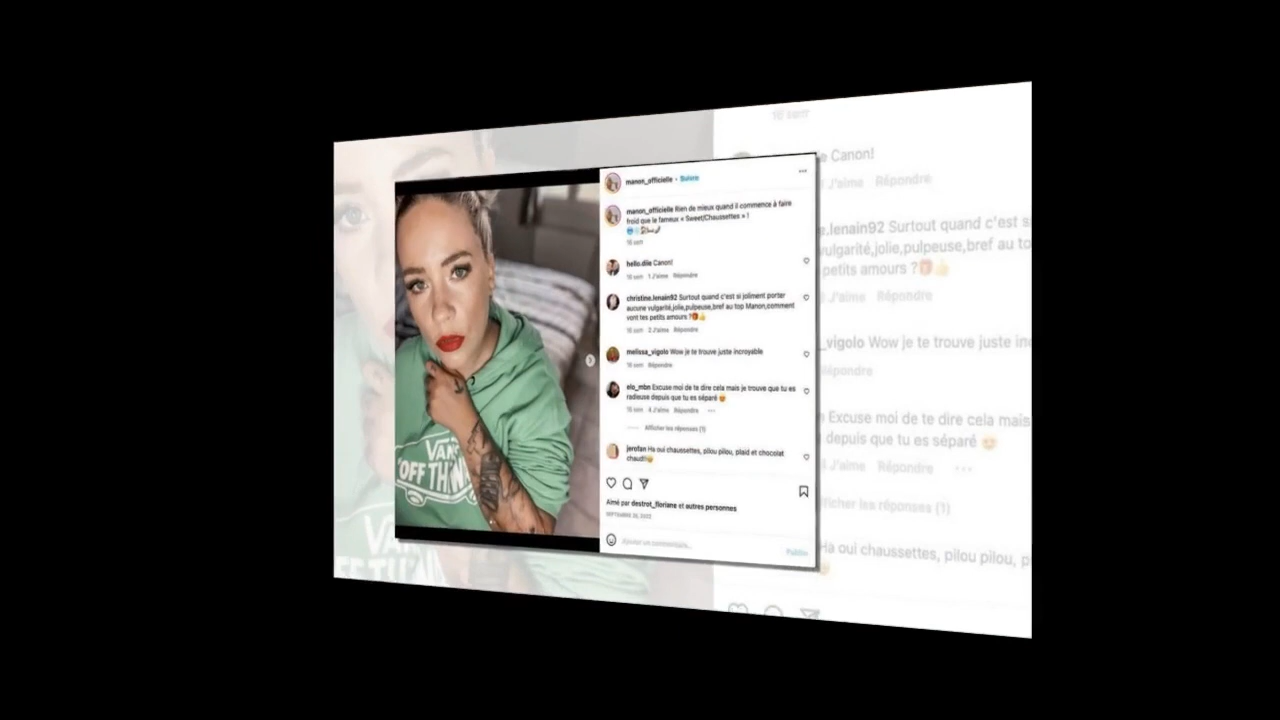 manon_officielle • Suivre
manon_officielle Rien de mieux quand il commence à faire
froid que le fameux « Sweet/Chaussettes » !
16 sem
hello.diie Canon!
16 sem 1 J'aime Répondre
christine.lenain92 Surtout quand c'est si joliment porter
aucune vulgarité,jolie,pulpeuse,bref au top Manon,comment
vont tes petits amours ?🎁👍
16 sem 2 J'aime Répondre
melissa_vigolo Wow je te trouve juste incroyable
16 sem Répondre
elo_mbn Excuse moi de te dire cela mais je trouve que tu es
radieuse depuis que tu es séparé 😍
16 sem 4 J'aime Répondre
Afficher les réponses (1)
jerofan Ha oui chaussettes, pilou pilou, plaid et chocolat
chaud!!
Aimé par destrot_floriane et autres personnes
SEPTEMBRE 2022
Ajouter un commentaire...
Publier
VANS
"OFF THE
VAN
16 sem
e Canon!
J'aime Répondre
e.lenain92 Surtout quand c'est s
vulgarité,jolie,pulpeuse,bref au to
petits amours ?🎁👍
J'aime Répondre
_vigolo Wow je te trouve juste in
Répondre
Excuse moi de te dire cela mais
depuis que tu es séparé 😍
J'aime Répondre
fficher les réponses (1)
Ha oui chaussettes, pilou pilou, p